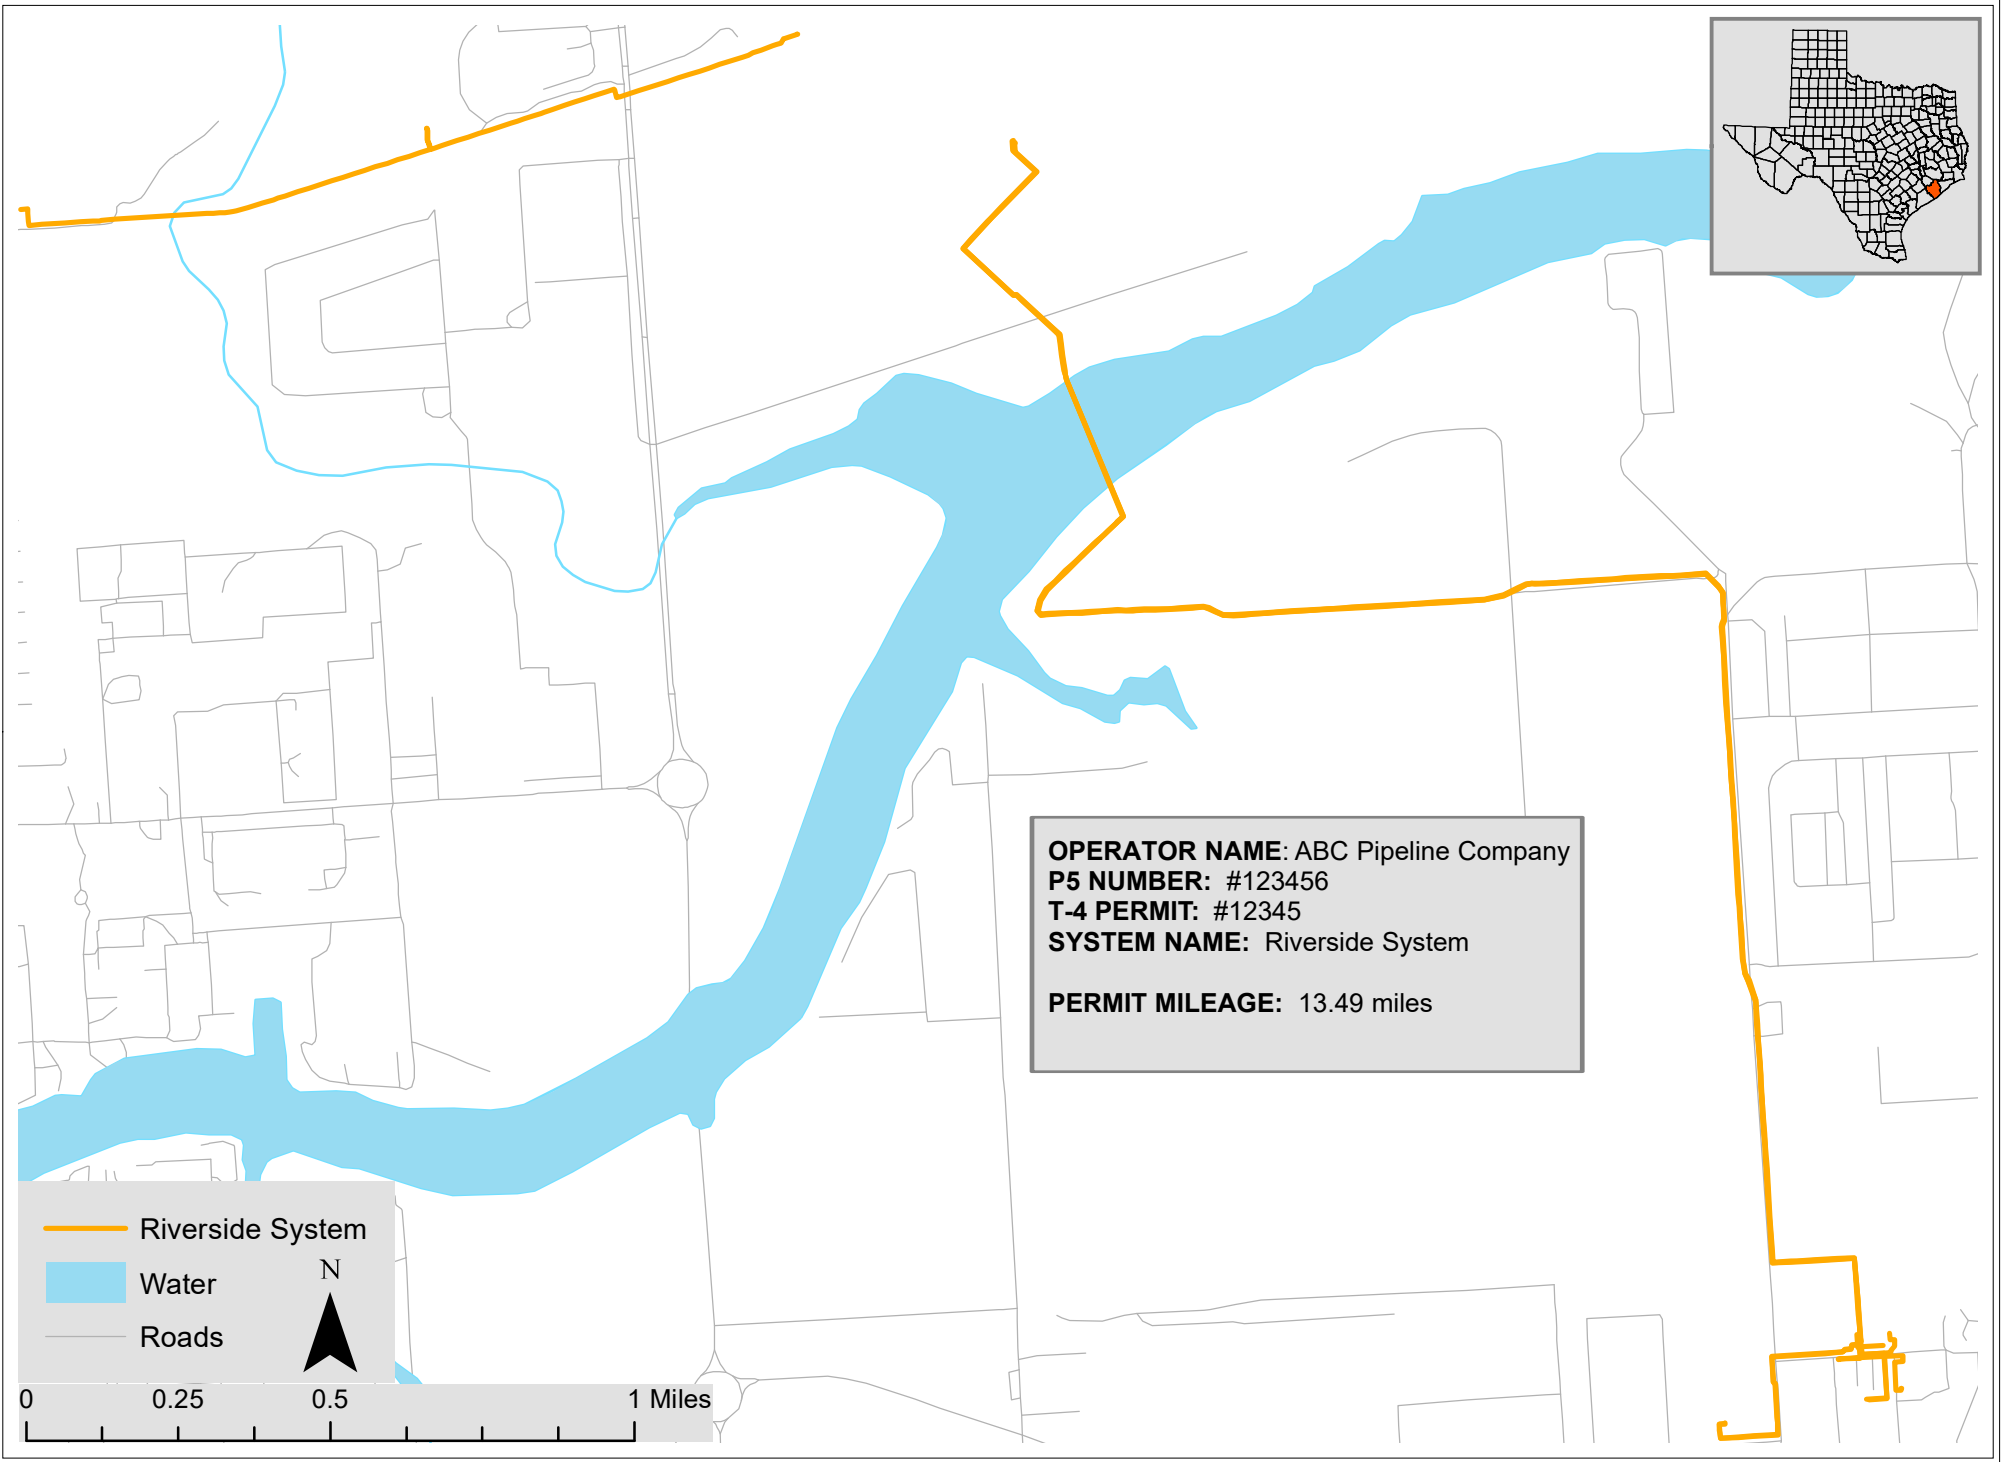 OPERATOR NAME: ABC Pipeline Company
P5 NUMBER: #123456
T-4 PERMIT: #12345
SYSTEM NAME: Riverside System
PERMIT MILEAGE: 13.49 miles
Riverside System
Water
Roads
N
0 0.25 0.5 1 Miles